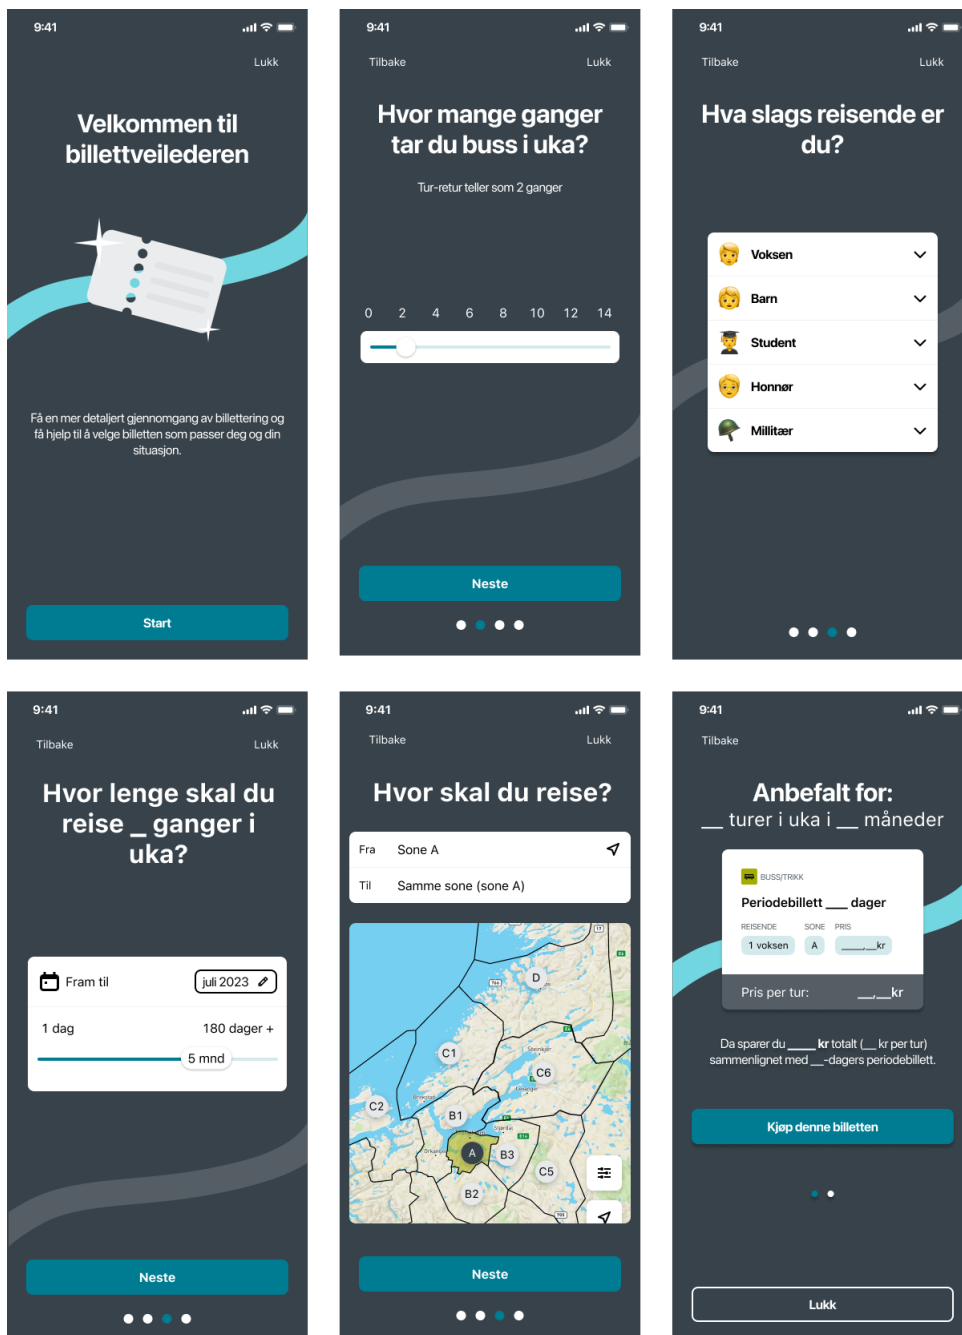 9:41
Lukk
Velkommen til
billettveilederen
Få en mer detaljert gjennomgang av billettering og
få hjelp til å velge billetten som passer deg og din
situasjon.
Start
9:41
Tilbake
Lukk
Hvor mange ganger
tar du buss i uka?
Tur-retur teller som 2 ganger
0 2 4 6 8 10 12 14
Neste
9:41
Tilbake
Lukk
Hva slags reisende er
du?
Voksen
Barn
Student
Honnør
Millitær
9:41
Tilbake
Lukk
Hvor lenge skal du
reise _ ganger i
uka?
Fram til
juli 2023
1 dag
180 dager +
5 mnd
Neste
9:41
Tilbake
Lukk
Hvor skal du reise?
Fra Sone A
Til Samme sone (sone A)
D
C1
Steinkjer
C6
C2
B1
Stjørdal
E14
A
B3
C5
B2
Neste
9:41
Tilbake
Anbefalt for:
__ turer i uka i __ måneder
BUSS/TRIKK
Periodebillett ___ dager
REISENDE SONE PRIS
1 voksen A ____,__kr
Pris per tur: __,__kr
Da sparer du ____ kr totalt (__ kr per tur)
sammenlignet med __-dagers periodebillett.
Kjøp denne billetten
Lukk